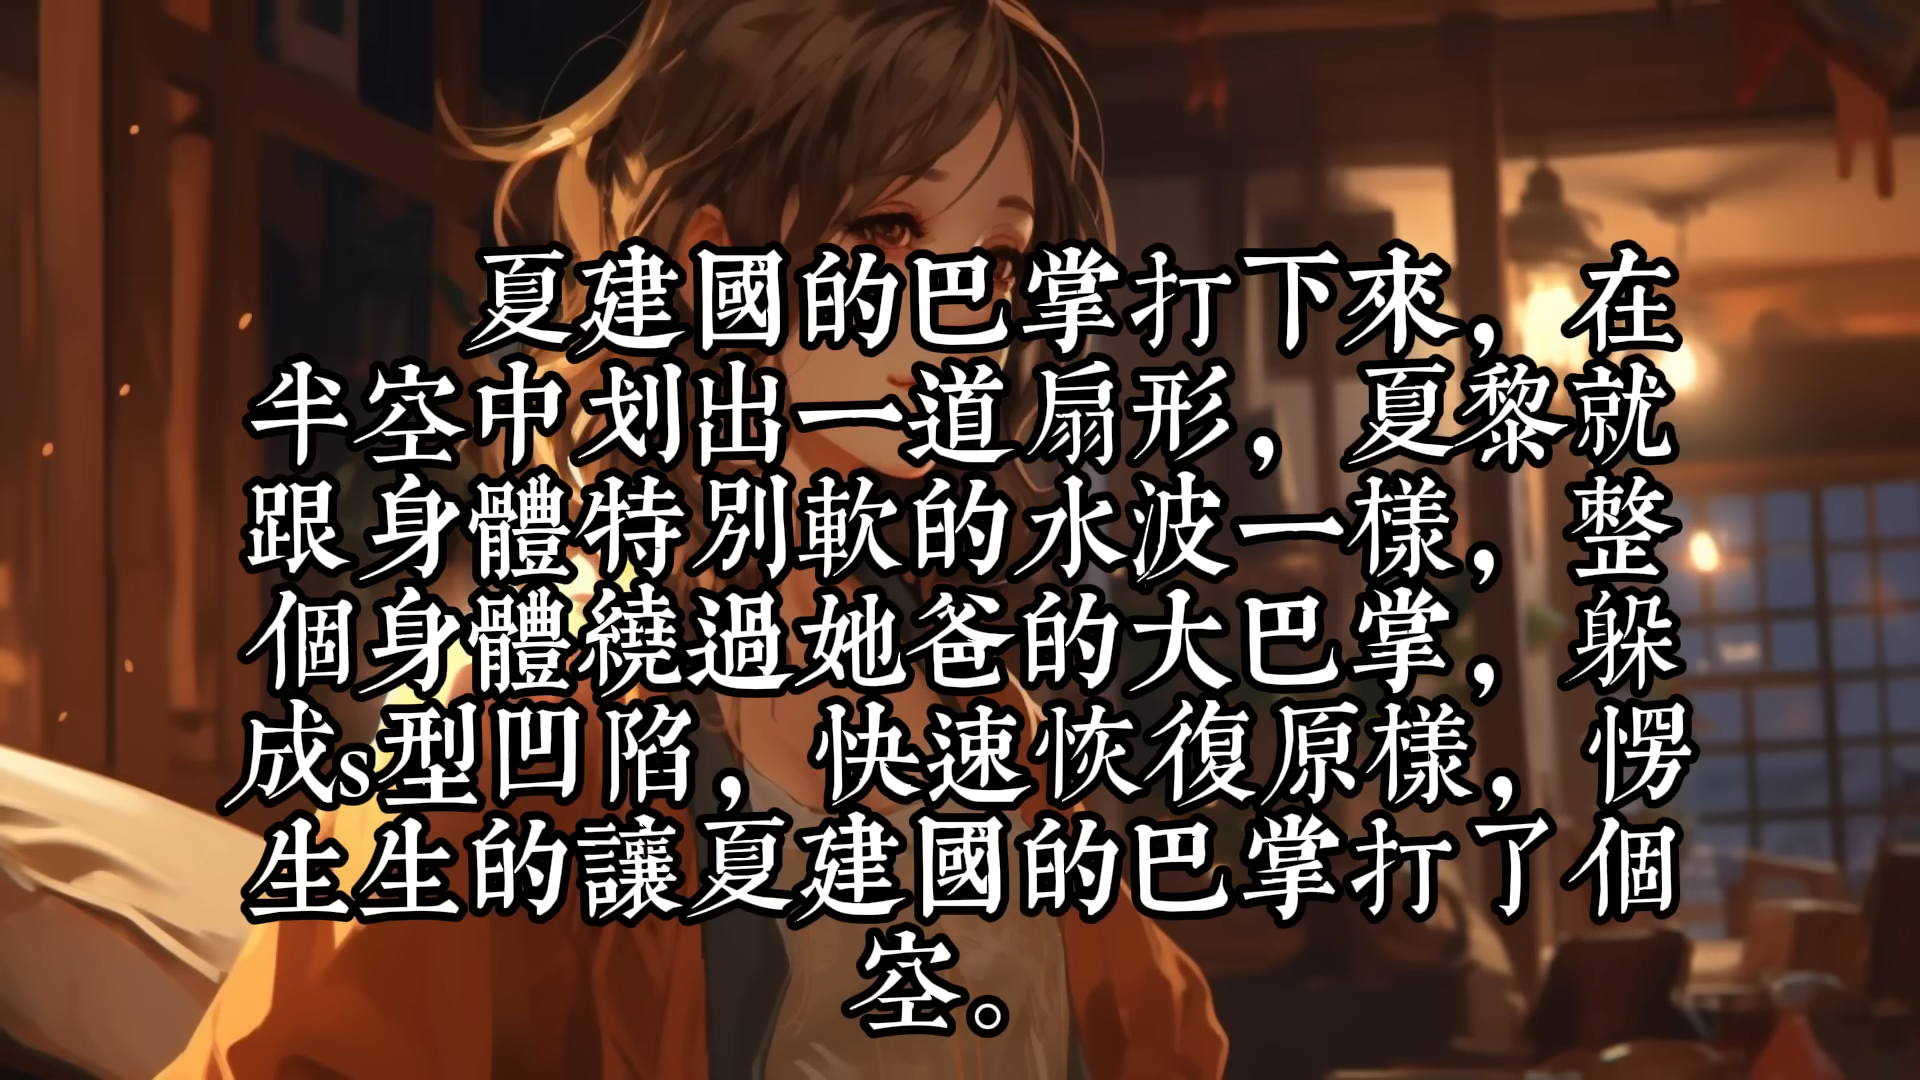 夏建國的巴掌打下來，在
半空中划出一道扇形，夏黎就
跟身體特別軟的水波一樣，整
個身體繞過她爸的大巴掌，躲
成s型凹陷，快速恢復原樣，愣
生生的讓夏建國的巴掌打了個
空。